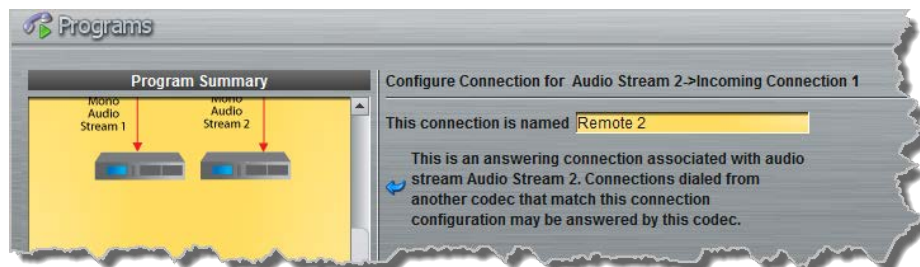 Programs
Program Summary
Mono
Audio
Stream 1
Mono
Audio
Stream 2
Configure Connection for Audio Stream 2->Incoming Connection 1
This connection is named Remote 2
This is an answering connection associated with audio
stream Audio Stream 2. Connections dialed from
another codec that match this connection
configuration may be answered by this codec.